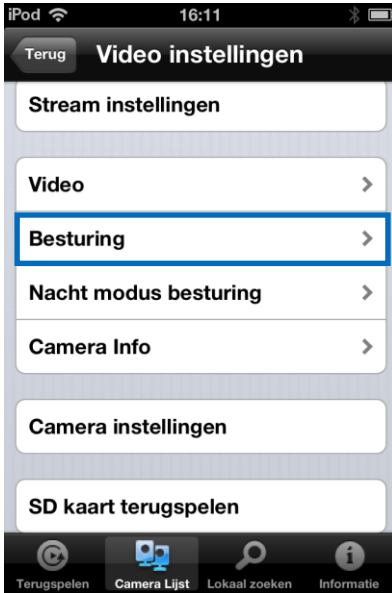 iPod 16:11
Terug Video instellingen
Stream instellingen
Video
Besturing
Nacht modus besturing
Camera Info
Camera instellingen
SD kaart terugspelen
Terugspelen Camera Lijst Lokaal zoeken Informatie